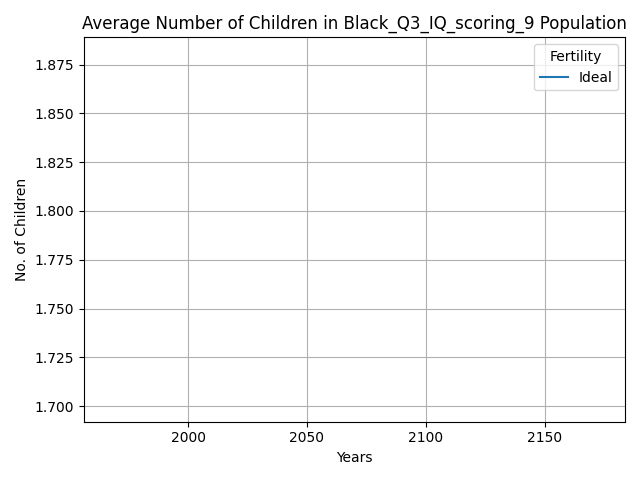 Average Number of Children in Black_Q3_IQ_scoring_9 Population
Fertility
Ideal
1.875
1.850
1.825
1.800
1.775
1.750
1.725
1.700
No. of Children
2000
2050
2100
2150
Years